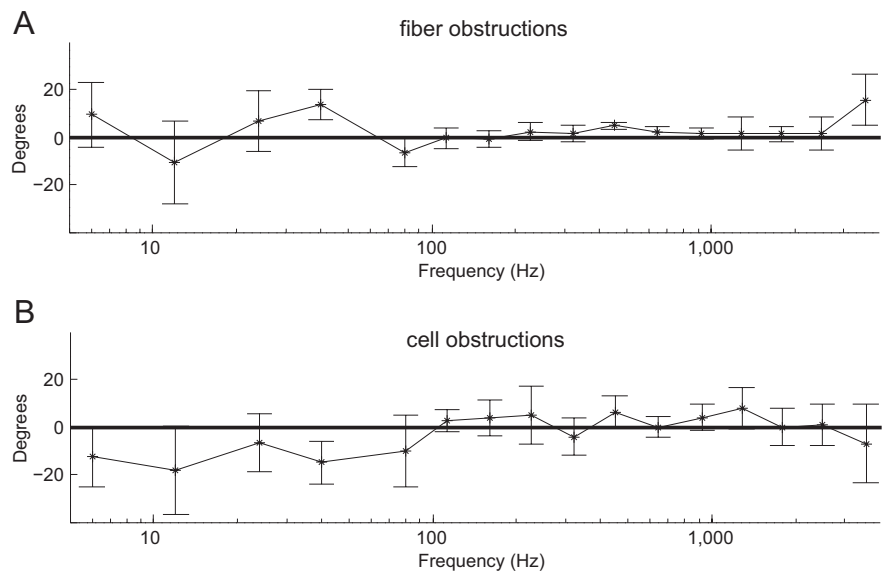 A
fiber obstructions
20
0
−20
Degrees
10
100
1,000
Frequency (Hz)
B
cell obstructions
20
0
−20
Degrees
10
100
1,000
Frequency (Hz)